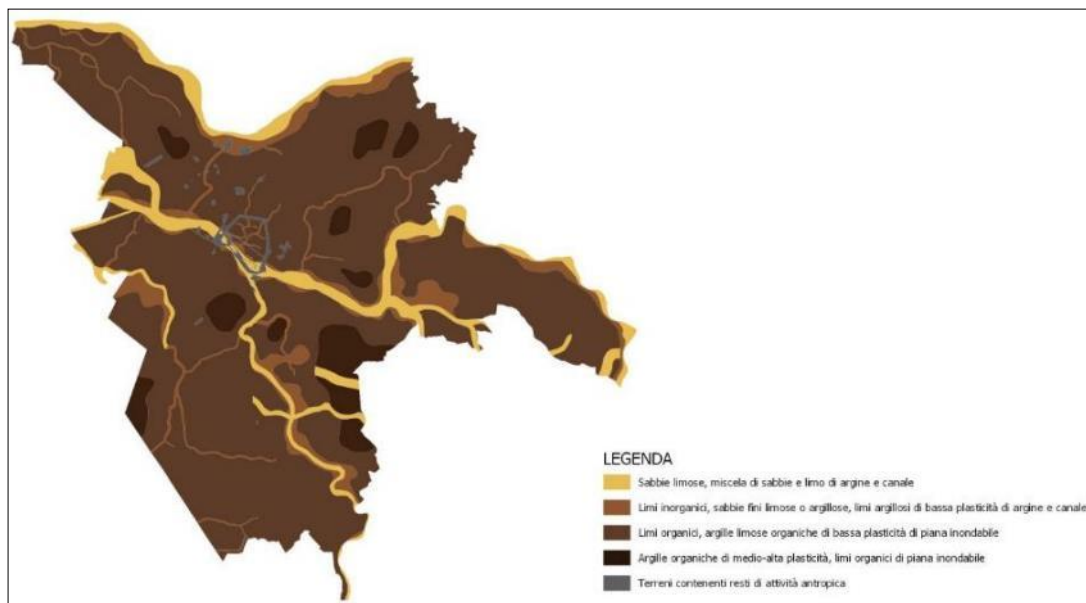 LEGENDA
Sabbie limose, miscela di sabbie e limo di argine e canale
Limi inorganici, sabbie fini limose o argillose, limi argillosi di bassa plasticità di argine e canale
Limi organici, argille limose organiche di bassa plasticità di piana inondabile
Argille organiche di medio-alta plasticità, limi organici di piana inondabile
Terreni contenenti resti di attività antropica